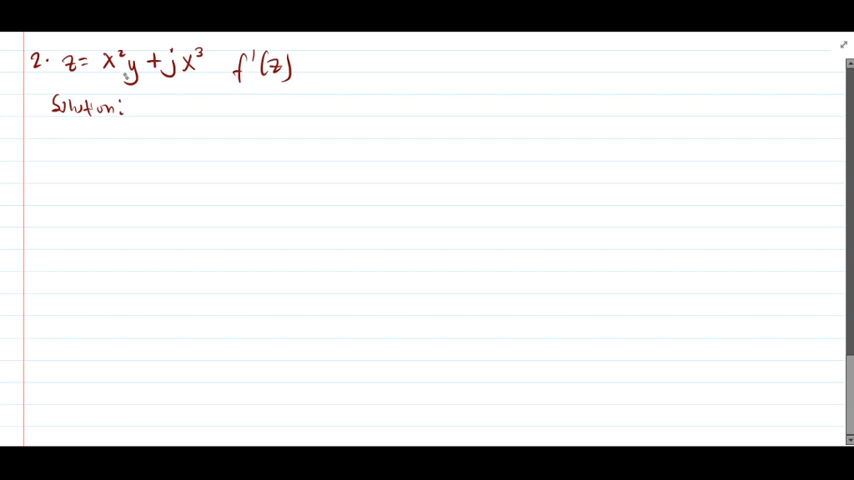 2. z = x²y + jx³ f'(z)
Solution: